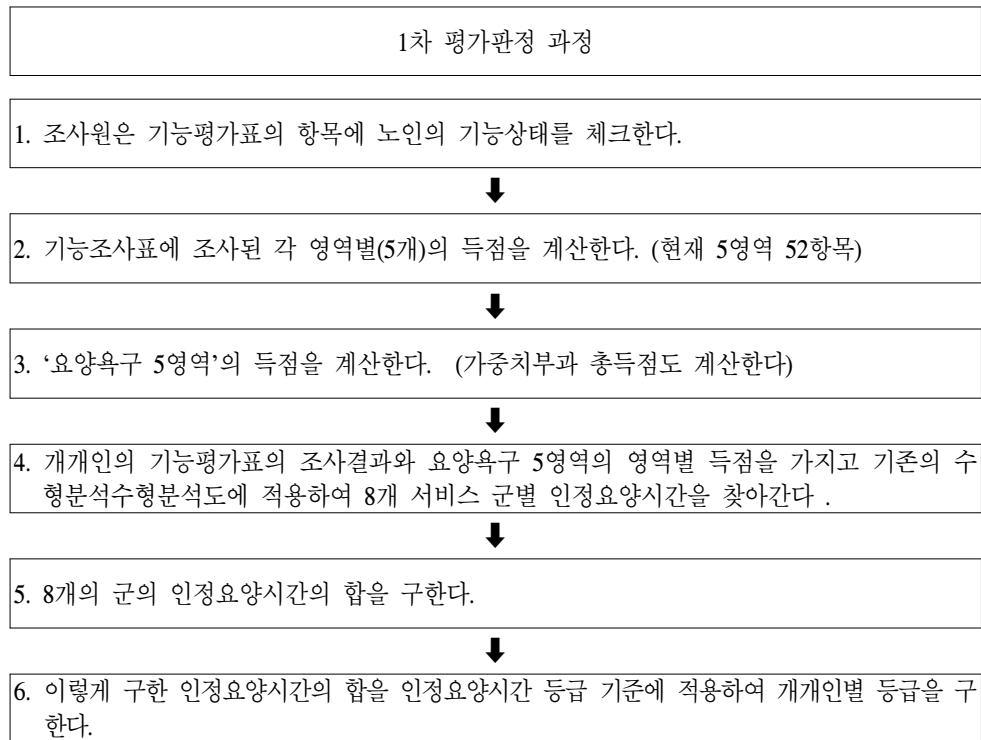 1차 평가판정 과정
1. 조사원은 기능평가표의 항목에 노인의 기능상태를 체크한다.
2. 기능조사표에 조사된 각 영역별(5개)의 득점을 계산한다. (현재 5영역 52항목)
3. ‘요양욕구 5영역’의 득점을 계산한다. (가중치부과 총득점도 계산한다)
4. 개개인의 기능평가표의 조사결과와 요양욕구 5영역의 영역별 득점을 가지고 기존의 수
형분석수형분석도에 적용하여 8개 서비스 군별 인정요양시간을 찾아간다 .
5. 8개의 군의 인정요양시간의 합을 구한다.
6. 이렇게 구한 인정요양시간의 합을 인정요양시간 등급 기준에 적용하여 개개인별 등급을 구
한다.